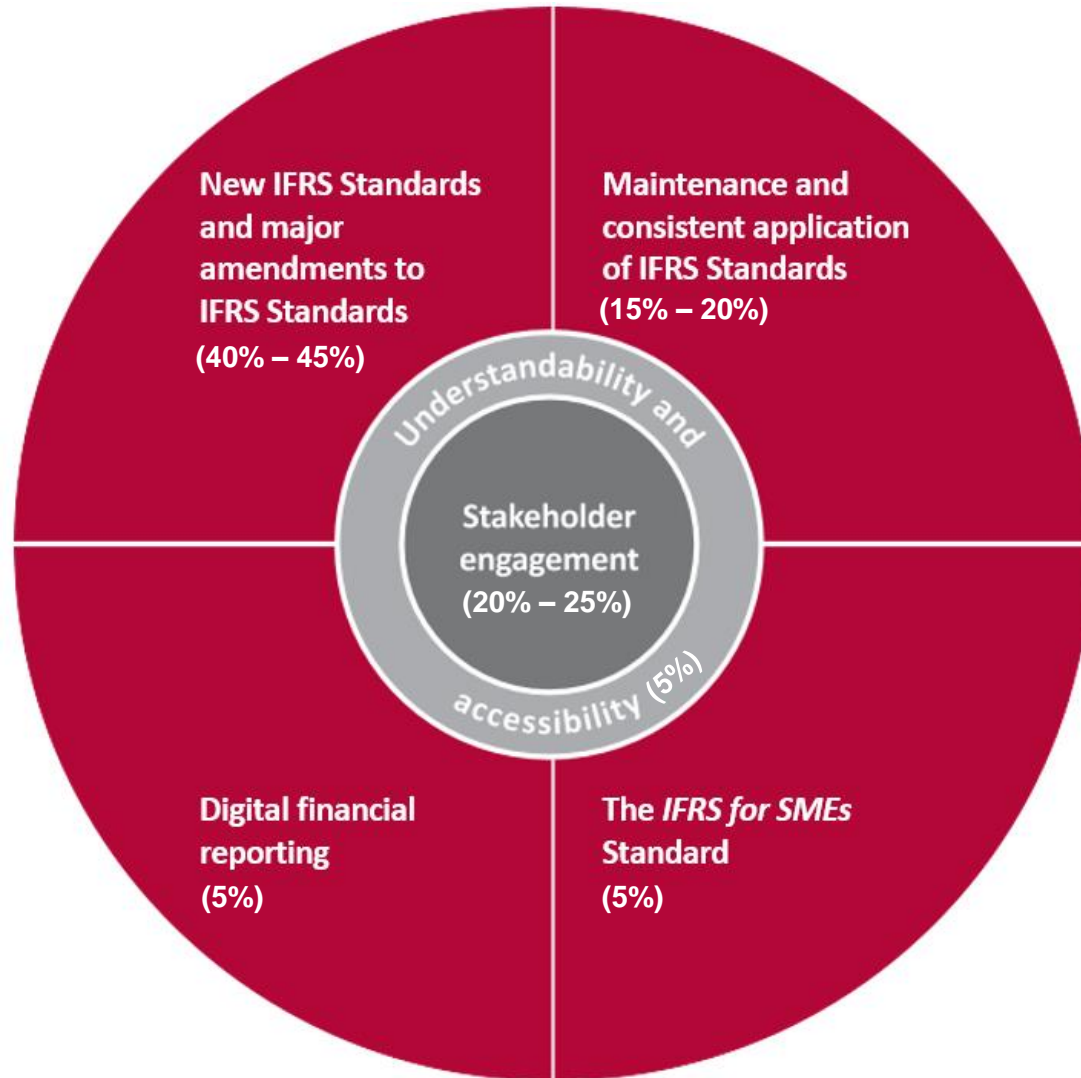 New IFRS Standards
and major
amendments to
IFRS Standards
(40% – 45%)
Maintenance and
consistent application
of IFRS Standards
(15% – 20%)
Understandability and
accessibility (5%)
Stakeholder
engagement
(20% – 25%)
Digital financial
reporting
(5%)
The IFRS for SMEs
Standard
(5%)